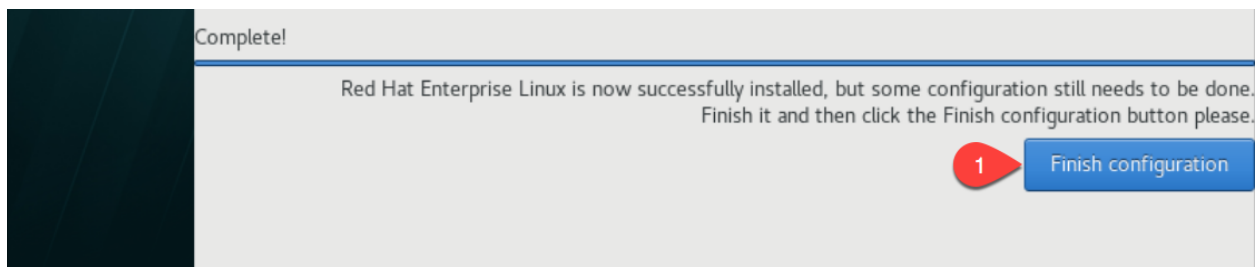 Complete!
Red Hat Enterprise Linux is now successfully installed, but some configuration still needs to be done.
Finish it and then click the Finish configuration button please.
1
Finish configuration